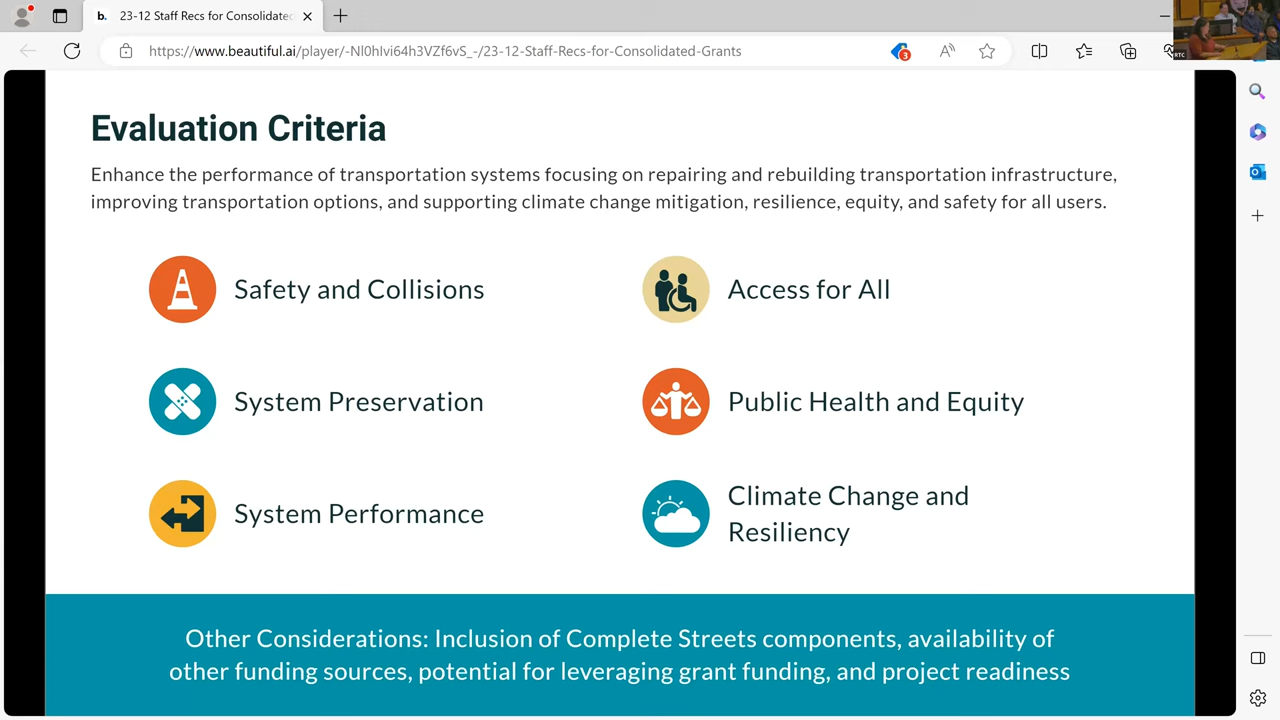 23-12 Staff Recs for Consolidated
https://www.beautiful.ai/player/-Nl0hIvi64h3VZf6vS_-/23-12-Staff-Recs-for-Consolidated-Grants
3
RTC
Evaluation Criteria
Enhance the performance of transportation systems focusing on repairing and rebuilding transportation infrastructure,
improving transportation options, and supporting climate change mitigation, resilience, equity, and safety for all users.
Safety and Collisions
Access for All
System Preservation
Public Health and Equity
System Performance
Climate Change and
Resiliency
Other Considerations: Inclusion of Complete Streets components, availability of
other funding sources, potential for leveraging grant funding, and project readiness